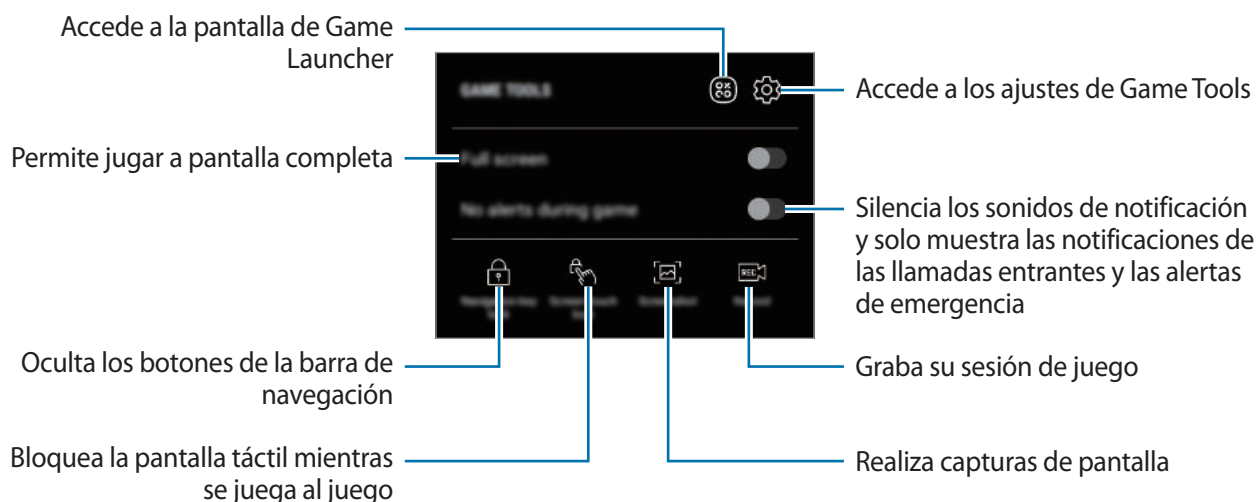 Accede a la pantalla de Game
Launcher
GAME TOOLS
Accede a los ajustes de Game Tools
Permite jugar a pantalla completa
Full screen
No alerts during game
Silencia los sonidos de notificación
y solo muestra las notificaciones de
las llamadas entrantes y las alertas
de emergencia
REC
Screenshot
Record
Oculta los botones de la barra de
navegación
Graba su sesión de juego
Bloquea la pantalla táctil mientras
se juega al juego
Realiza capturas de pantalla